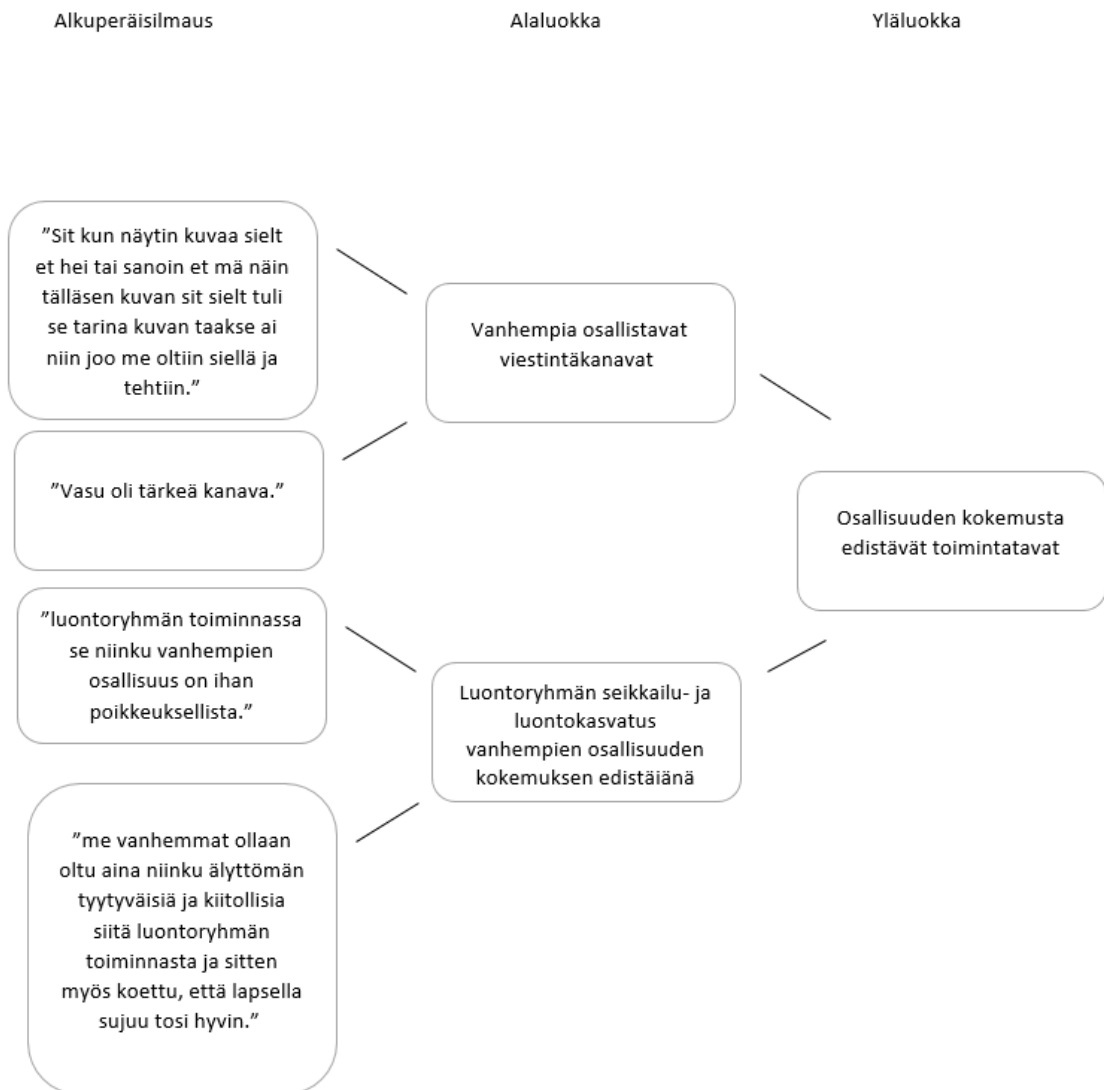 Alkuperäisilmaus
Alaluokka
Yläluokka
”Sit kun näytin kuvaa sielt
et hei tai sanoin et mä näin
tälläsen kuvan sit sielt tuli
se tarina kuvan taakse ai
niin joo me oltiin siellä ja
tehtiin.”
”Vasu oli tärkeä kanava.”
”luontoryhmän toiminnassa
se niinku vanhempien
osallisuus on ihan
poikkeuksellista.”
”me vanhemmat ollaan
oltu aina niinku älyttömän
tyytyväisiä ja kiitollisia
siitä luontoryhmän
toiminnasta ja sitten
myös koettu, että lapsella
sujuu tosi hyvin.”
Vanhempia osallistavat
viestintäkanavat
Luontoryhmän seikkailu- ja
luontokasvatus
vanhempien osallisuuden
kokemuksen edistäiänä
Osallisuuden kokemusta
edistävät toimintatavat